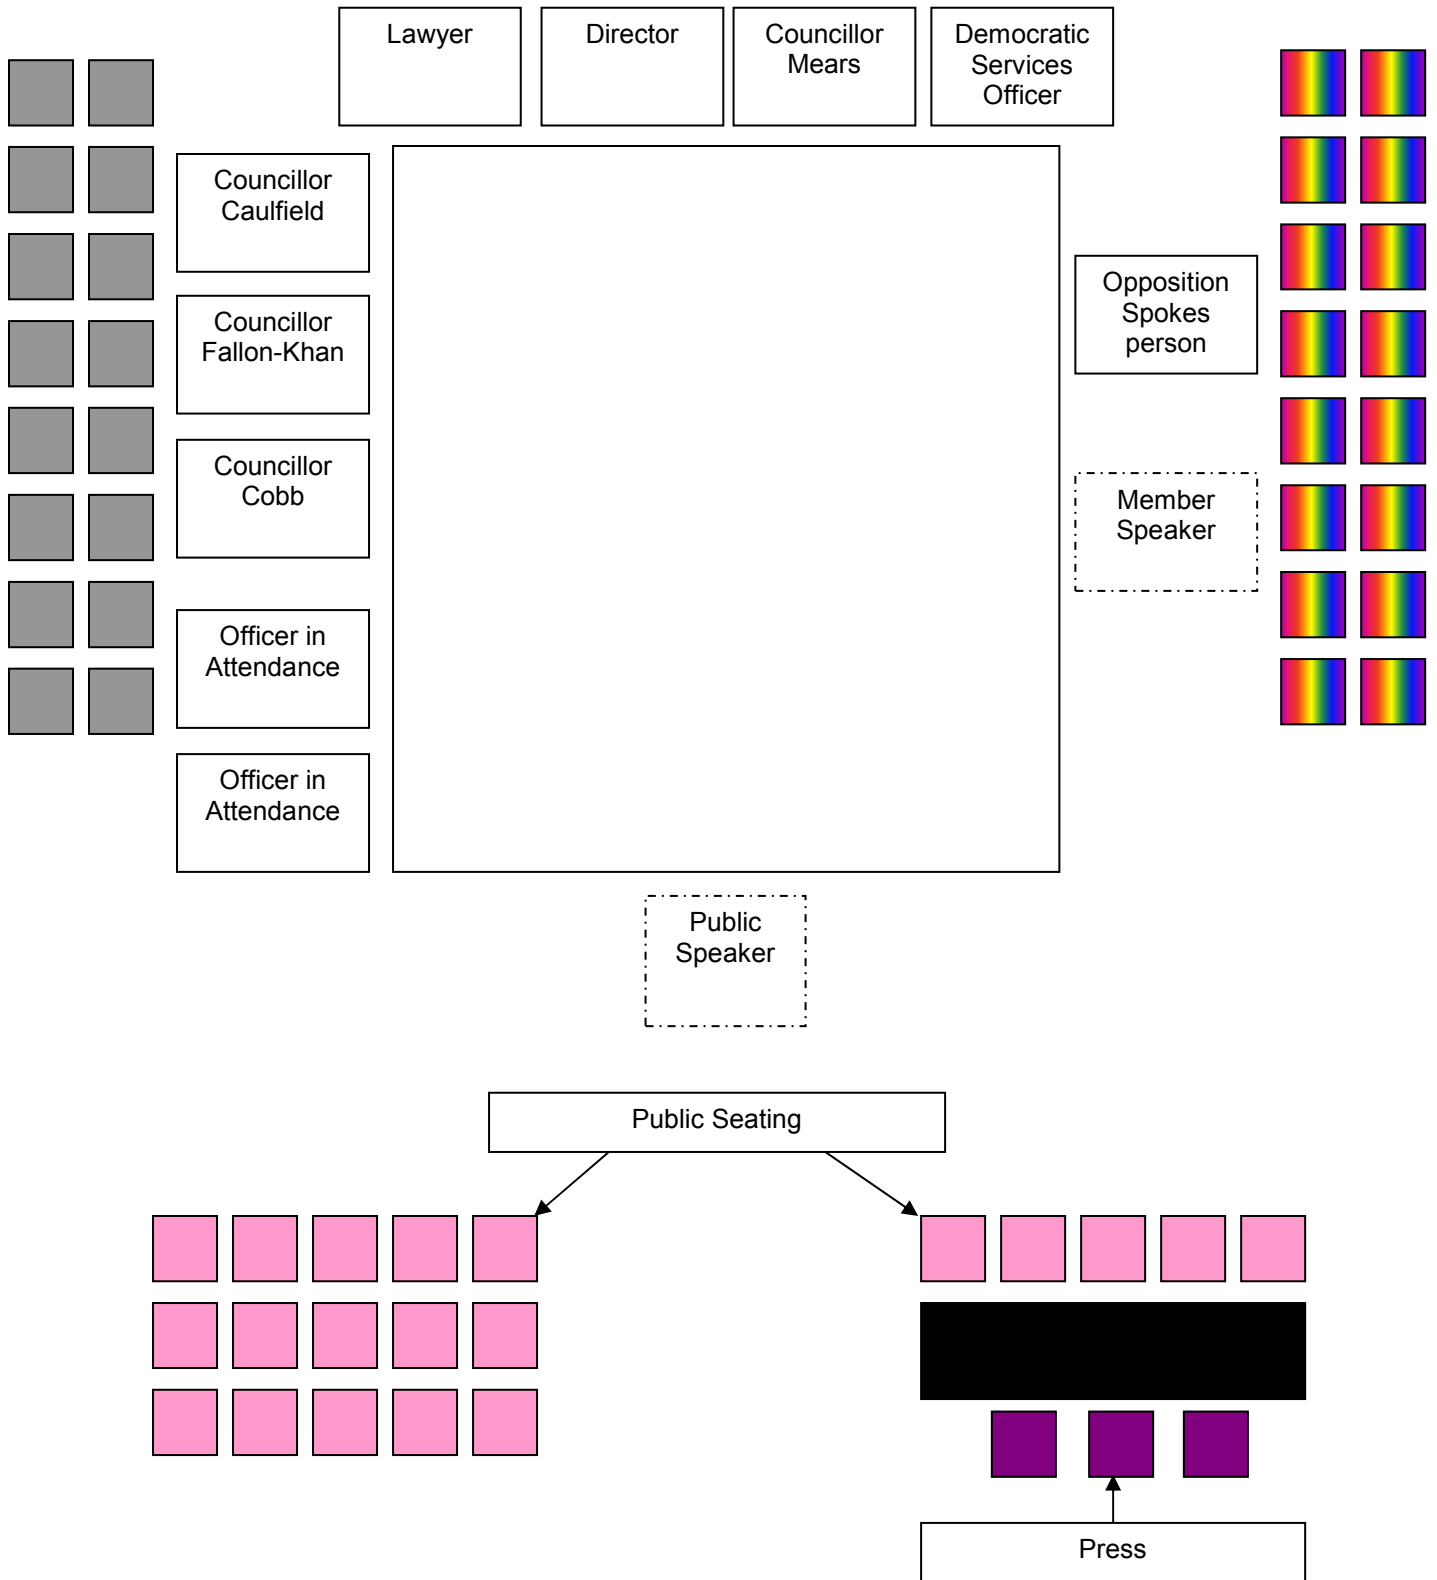 Lawyer
Director
Councillor
Mears
Democratic
Services
Officer
Councillor
Caulfield
Councillor
Fallon-Khan
Councillor
Cobb
Officer in
Attendance
Officer in
Attendance
Opposition
Spokes
person
Member
Speaker
Public
Speaker
Public Seating
Press